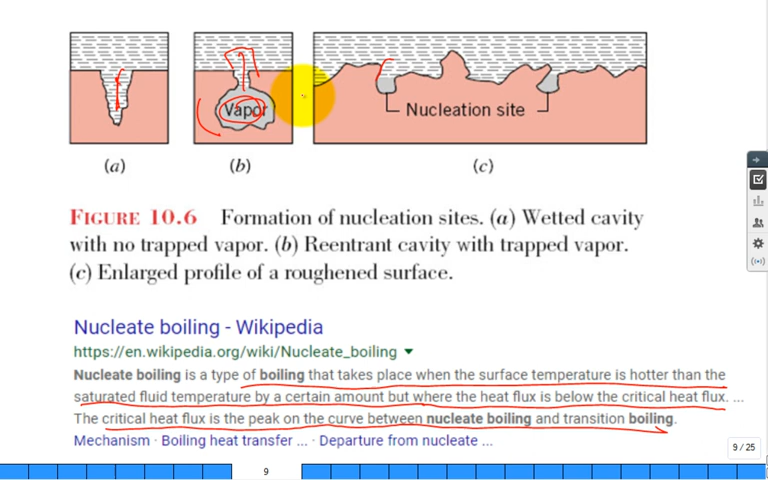 Vapor
Nucleation site
(a)
(b)
(c)
FIGURE 10.6 Formation of nucleation sites. (a) Wetted cavity
with no trapped vapor. (b) Reentrant cavity with trapped vapor.
(c) Enlarged profile of a roughened surface.
Nucleate boiling - Wikipedia
https://en.wikipedia.org/wiki/Nucleate_boiling
Nucleate boiling is a type of boiling that takes place when the surface temperature is hotter than the
saturated fluid temperature by a certain amount but where the heat flux is below the critical heat flux. ...
The critical heat flux is the peak on the curve between nucleate boiling and transition boiling.
Mechanism · Boiling heat transfer ... · Departure from nucleate ...
9 / 25
9